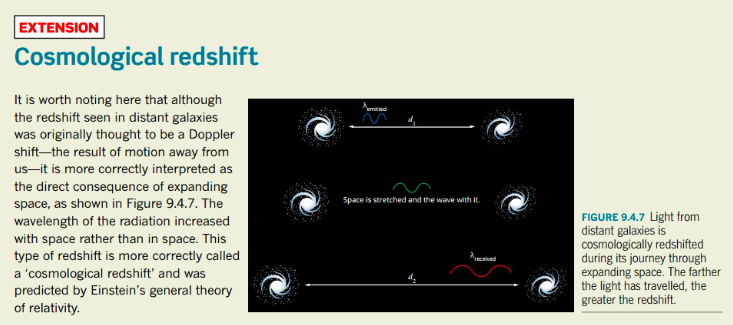 EXTENSION
Cosmological redshift
It is worth noting here that although
the redshift seen in distant galaxies
was originally thought to be a Doppler
shift—the result of motion away from
us—it is more correctly interpreted as
the direct consequence of expanding
space, as shown in Figure 9.4.7. The
wavelength of the radiation increased
with space rather than in space. This
type of redshift is more correctly called
a ‘cosmological redshift’ and was
predicted by Einstein’s general theory
of relativity.
λemitted
d1
Space is stretched and the wave with it.
λreceived
d2
FIGURE 9.4.7 Light from
distant galaxies is
cosmologically redshifted
during its journey through
expanding space. The farther
the light has travelled, the
greater the redshift.